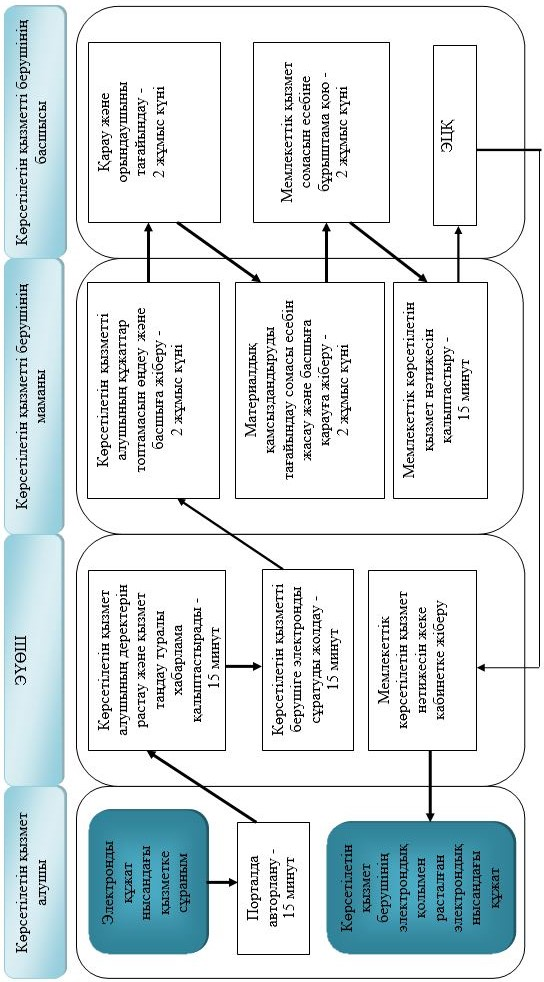 Көрсетілетін қызмет
алушы
ЭҮӨШ
Көрсетілетін қызметті берушінің
маманы
Көрсетілетін қызметті берушінің
басшысы
Электронды
құжат
нысандағы
қызметке
сұраным
Порталда
авторлану -
15 минут
Көрсетілетін
қызмет
берушінің
электрондық
қолымен
расталған
электрондық
нысандағы
құжат
Көрсетілетін қызмет
алушының деректерін
растау және қызмет
таңдау туралы
хабарлама
қалыптастырады -
15 минут
Көрсетілетін қызметті
берушіге электронды
сұратуды жолдау -
15 минут
Мемлекеттік
көрсетілетін қызмет
нәтижесін жеке
кабинетке жіберу
Көрсетілетін қызметті
алушының құжаттар
топтамасын өңдеу және
басшыға жіберу -
2 жұмыс күні
Материалдық
қамсыздандыруды
тағайындау сомасы есебін
жасау және басшыға
қарауға жіберу -
2 жұмыс күні
Мемлекеттік көрсетілетін
қызмет нәтижесін
қалыптастыру -
15 минут
Қарау және
орындаушыны
тағайындау -
2 жұмыс күні
Мемлекеттік қызмет
сомасын есебіне
бұрыштама қою -
2 жұмыс күні
ЭЦҚ